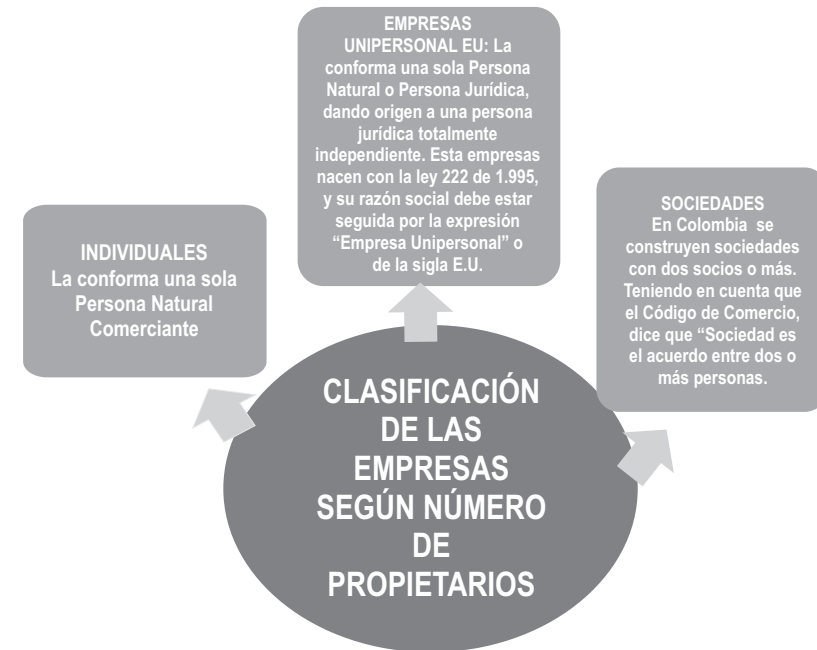 EMPRESAS
UNIPERSONAL EU: La
conforma una sola Persona
Natural o Persona Jurídica,
dando origen a una persona
jurídica totalmente
independiente. Esta empresas
nacen con la ley 222 de 1.995,
y su razón social debe estar
seguida por la expresión
“Empresa Unipersonal” o
de la sigla E.U.
INDIVIDUALES
La conforma una sola
Persona Natural
Comerciante
SOCIEDADES
En Colombia se
construyen sociedades
con dos socios o más.
Teniendo en cuenta que
el Código de Comercio,
dice que “Sociedad es
el acuerdo entre dos o
más personas.
CLASIFICACIÓN
DE LAS
EMPRESAS
SEGÚN NÚMERO
DE
PROPIETARIOS